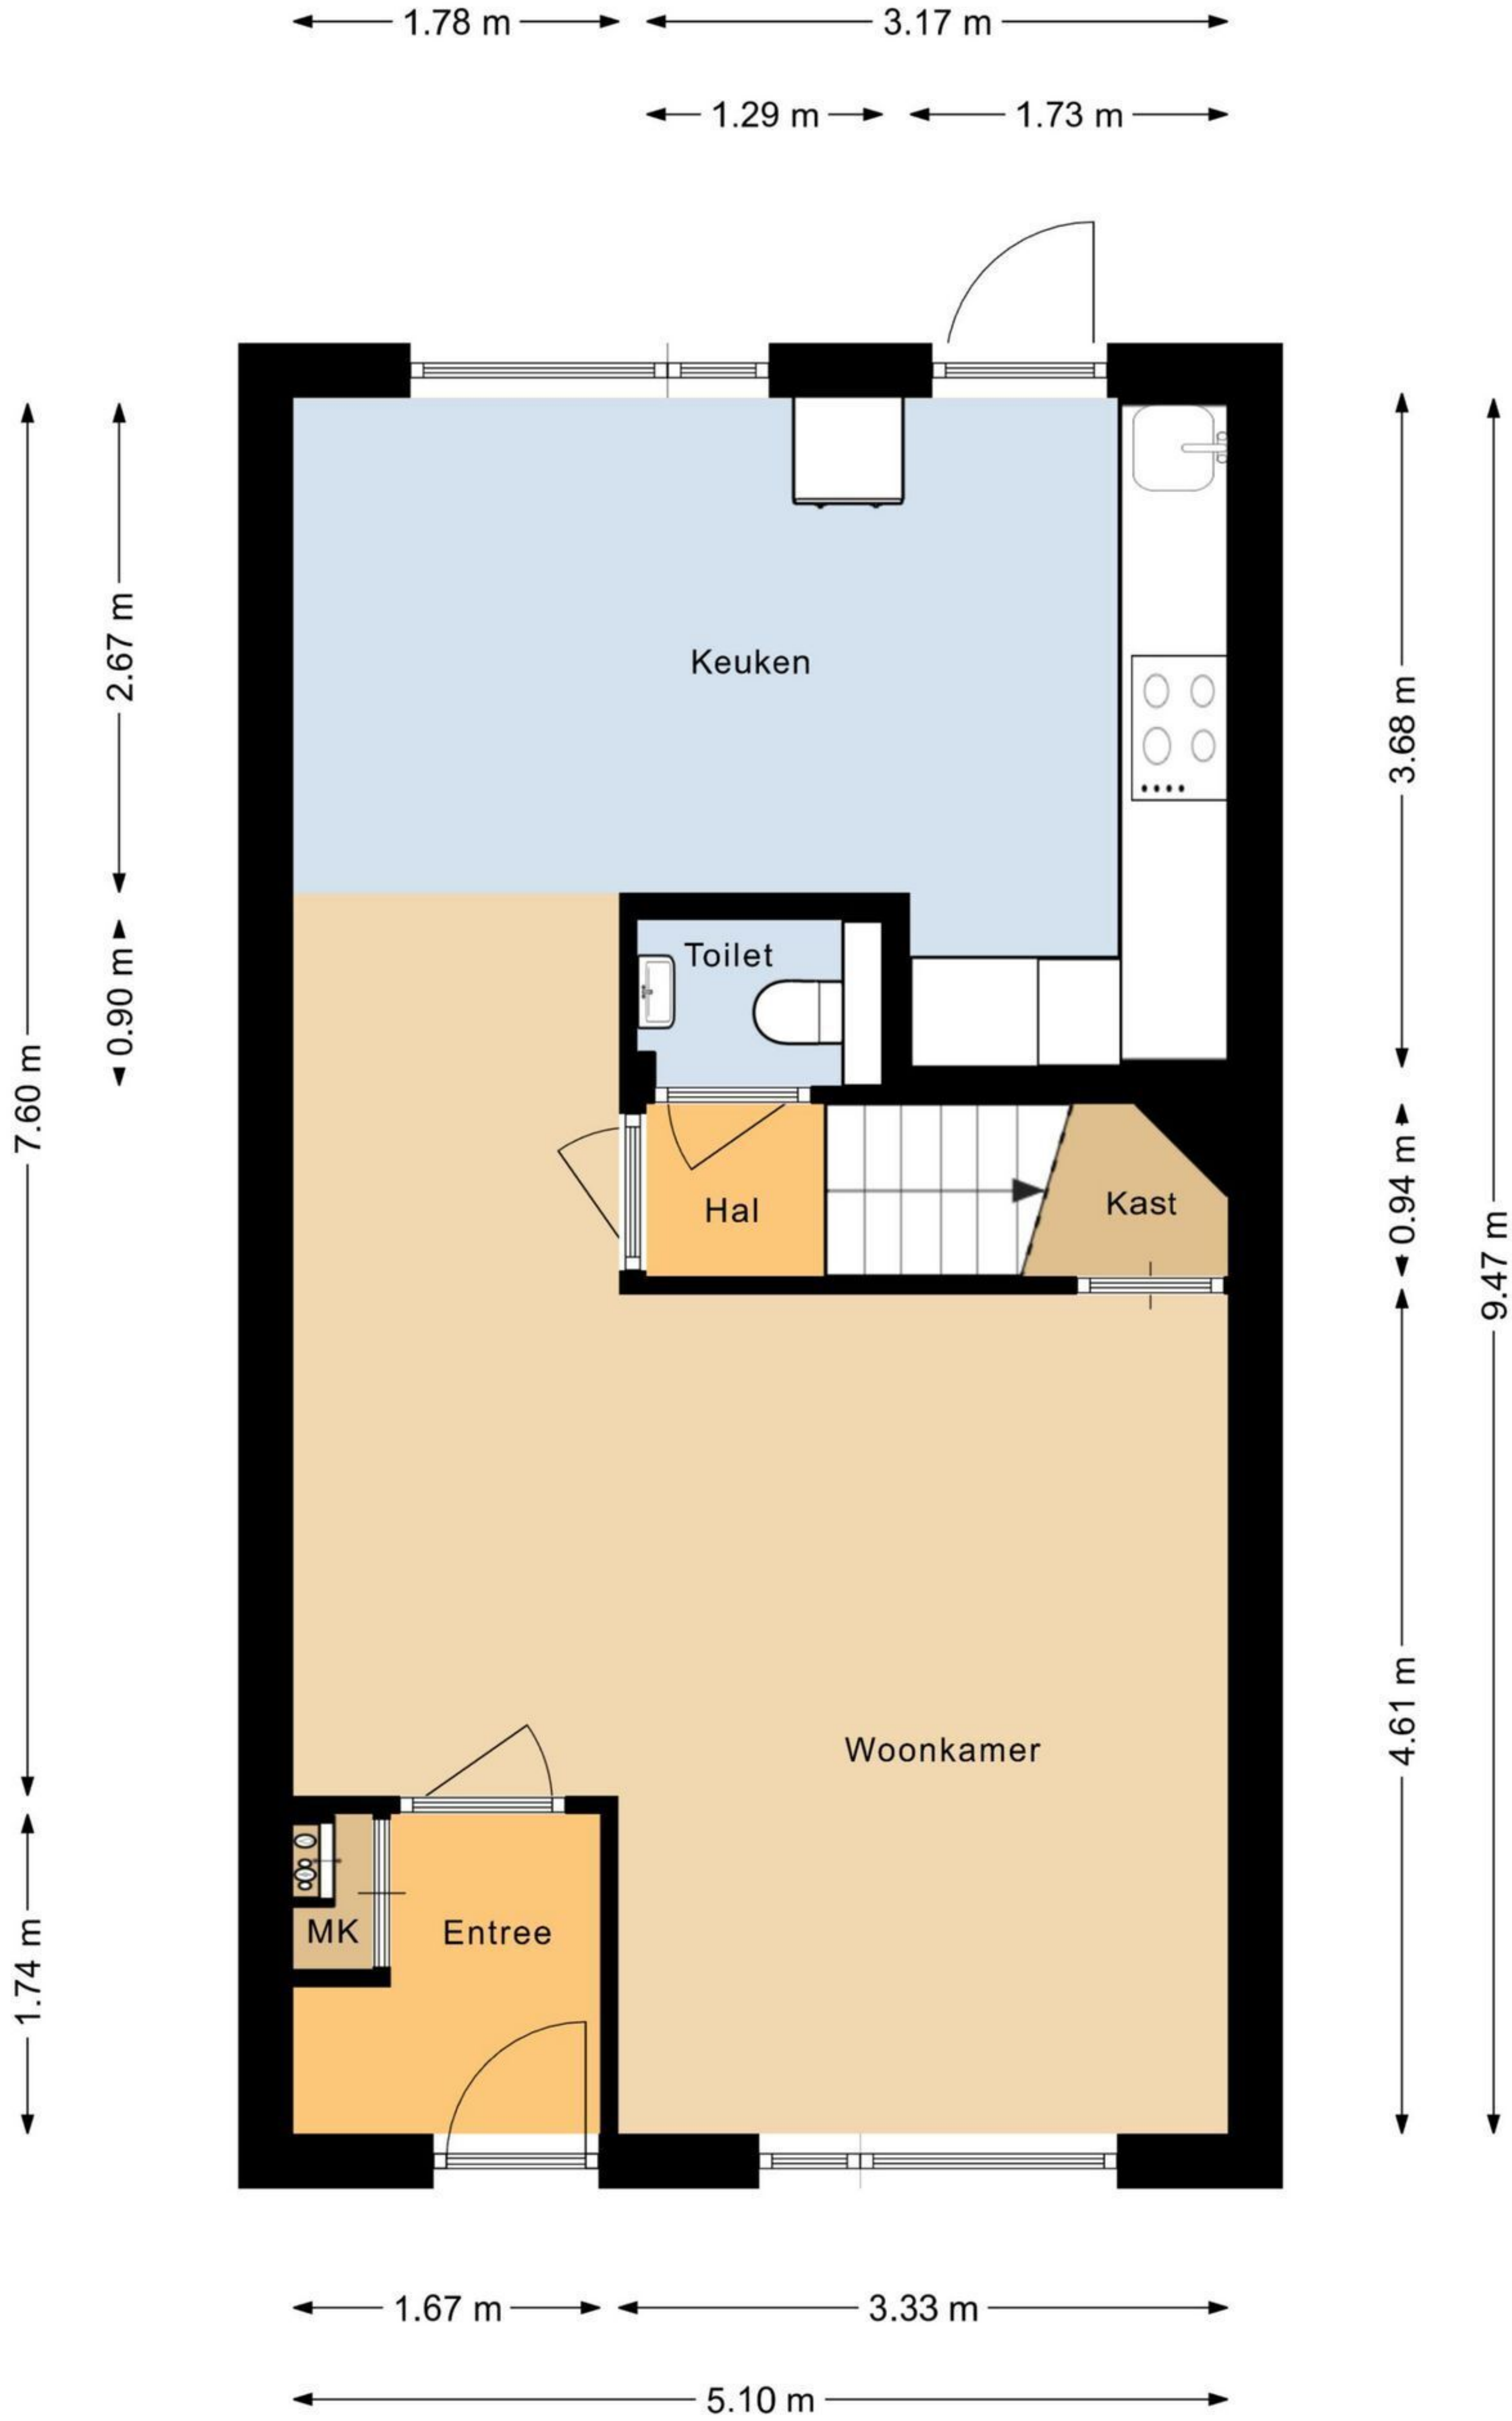 1.78 m
3.17 m
1.29 m
1.73 m
2.67 m
Keuken
3.68 m
0.90 m
Toilet
7.60 m
0.94 m
Hal
Kast
9.47 m
4.61 m
Woonkamer
1.74 m
MK
Entree
1.67 m
3.33 m
5.10 m